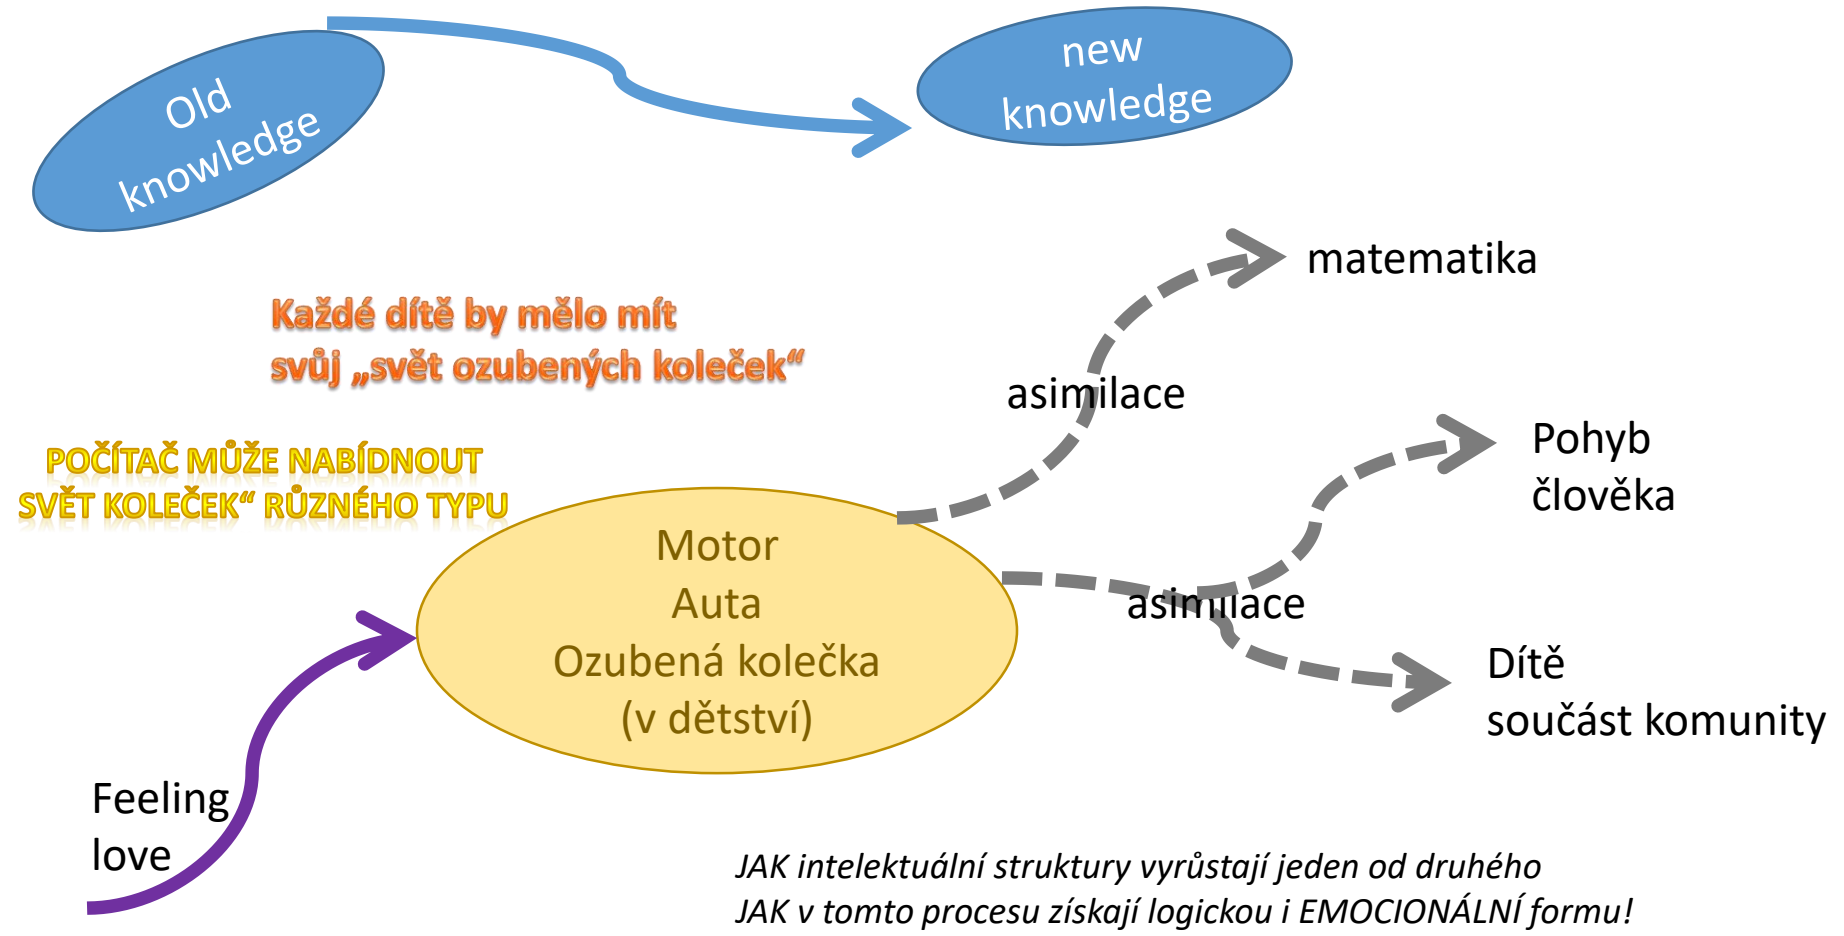 Old
knowledge
new
knowledge
matematika
Každé dítě by mělo mít
svůj „svět ozubených koleček“
asimilace
POČÍTAČ MŮŽE NABÍDNOUT
SVĚT KOLEČEK“ RŮZNÉHO TYPU
Pohyb
člověka
Motor
Auta
Ozubená kolečka
(v dětství)
asimilace
Dítě
součást komunity
Feeling
love
JAK intelektuální struktury vyrůstají jeden od druhého
JAK v tomto procesu získají logickou i EMOCIONÁLNÍ formu!